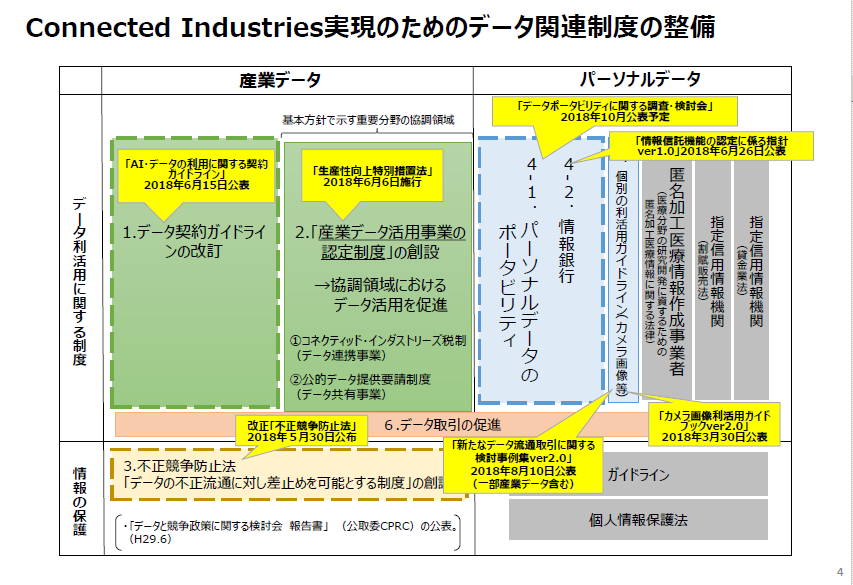 Connected Industries実現のためのデータ関連制度の整備
産業データ
パーソナルデータ
データ利活用に関する制度
基本方針で示す重要分野の協調領域
「AI・データの利用に関する契約
ガイドライン」
2018年6月15日公表
1.データ契約ガイドライ
ンの改訂
「生産性向上特別措置法」
2018年6月6日施行
2.「産業データ活用事業の
認定制度」の創設
→協調領域における
データ活用を促進
①コネクティッド・インダストリーズ税制
（データ連携事業）
②公的データ提供要請制度
（データ共有事業）
「データポータビリティに関する調査・検討会」
2018年10月公表予定
「情報信託機能の認定に係る指針
ver1.0」2018年6月26日公表
4-1．パーソナルデータの
ポータビリティ
4-2．情報銀行
個別の利活用ガイドライン（カメラ画像等）
匿名加工医療情報作成事業者
（医療分野の研究開発に資するための
匿名加工医療情報に関する法律）
指定信用情報機関
（割賦販売法）
指定信用情報機関
（貸金業法）
６.データ取引の促進
改正「不正競争防止法」
2018年５月30日公布
「新たなデータ流通取引に関する
検討事例集ver2.0」
2018年8月10日公表
（一部産業データ含む）
「カメラ画像利活用ガイド
ブックver2.0」
2018年3月30日公表
情報の保護
3.不正競争防止法
「データの不正流通に対し差止めを可能とする制度」の創設
・「データと競争政策に関する検討会 報告書」（公取委CPRC）の公表。
（H29.6）
ガイドライン
個人情報保護法
4